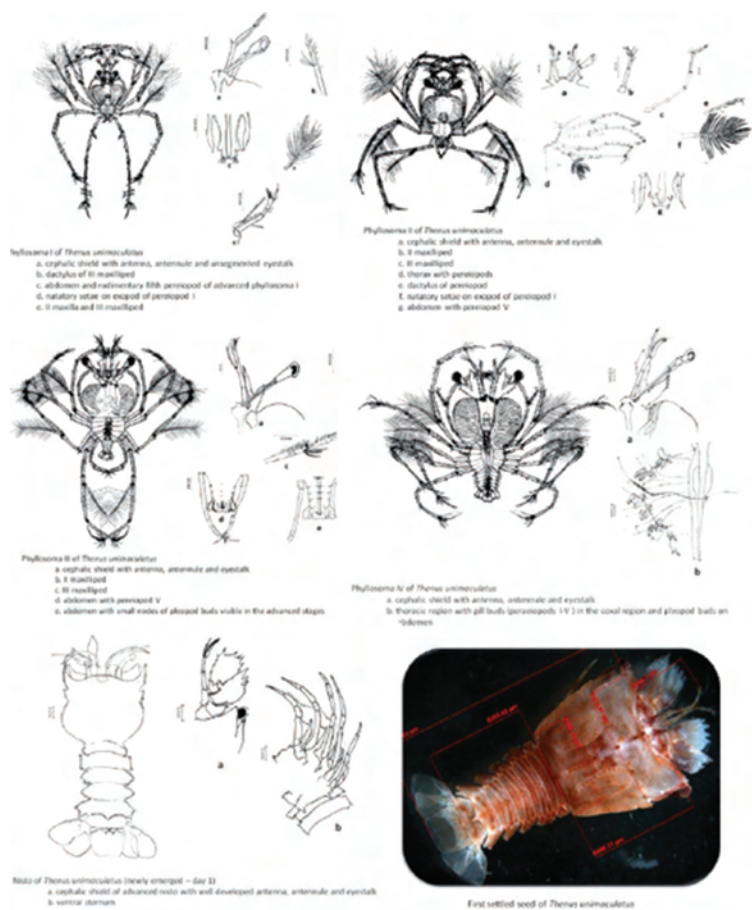 Phyllosoma I of Thenus unimaculatus
a. cephalic shield with antenna, antennule and unsegmented eyestalk
b. dactylus of III maxilliped
c. abdomen and rudimentary fifth pereiopod of advanced phyllosoma I
d. natatory setae on exopod of pereiopod I
e. II maxilla and III maxilliped
Phyllosoma II of Thenus unimaculatus
a. cephalic shield with antenna, antennule and eyestalk
b. II maxilliped
c. III maxilliped
d. thorax with pereiopods
e. dactylus of pereiopod
f. natatory setae on exopod of pereiopod I
g. abdomen with pereiopod V
Phyllosoma III of Thenus unimaculatus
a. cephalic shield with antenna, antennule and eyestalk
b. II maxilliped
c. III maxilliped
d. abdomen with pereiopod V
e. abdomen with small nodes of pleopod buds visible in the advanced stages
Phyllosoma IV of Thenus unimaculatus
a. cephalic shield with antenna, antennule and eyestalk
b. thoracic region with gill buds (peraeiopods I-V) in the coxal region and pleopod buds on
abdomen
Nisto of Thenus unimaculatus (newly emerged – day 1)
a. cephalic shield of advanced nisto with well developed antenna, antennule and eyestalk
b. ventral sternum
First settled seed of Thenus unimaculatus